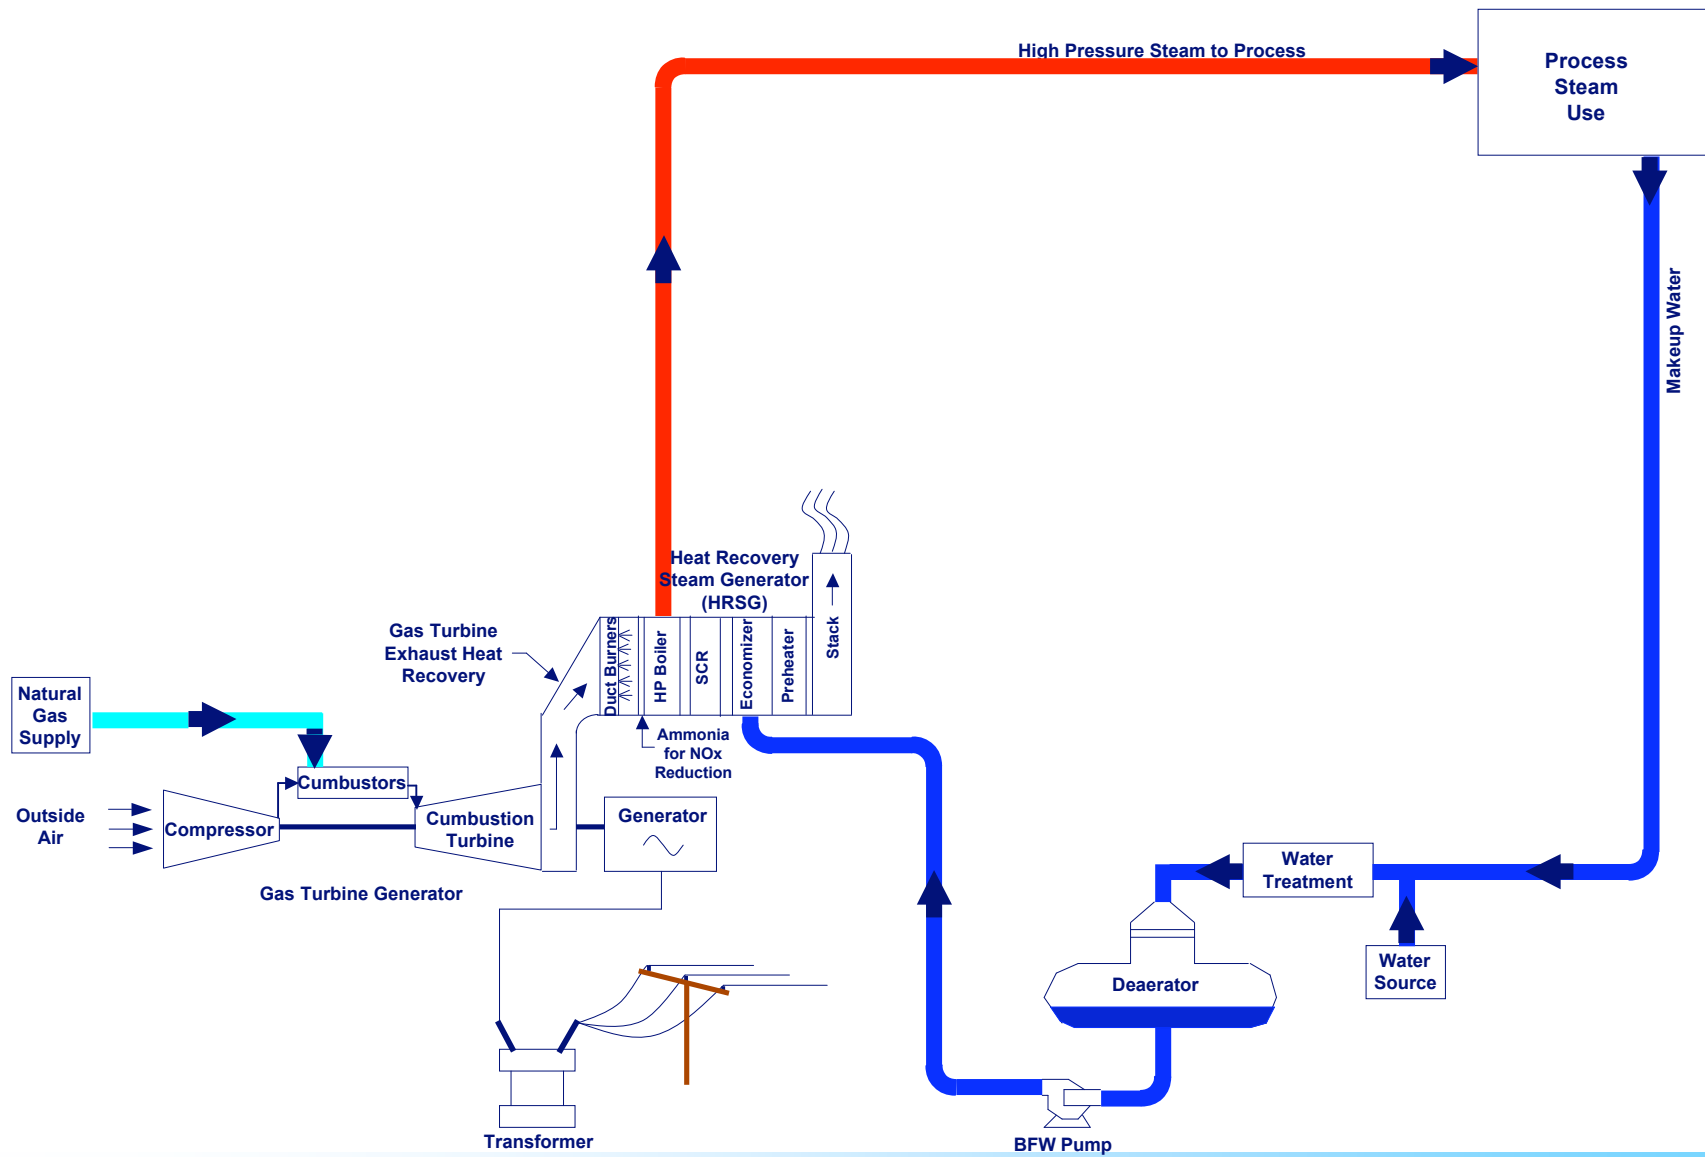 High Pressure Steam to Process
Process
Steam
Use
Makeup Water
Heat Recovery
Steam Generator
(HRSG)
Gas Turbine
Exhaust Heat
Recovery
Duct Burners
HP Boiler
SCR
Economizer
Preheater
Stack
Natural
Gas
Supply
Ammonia
for NOx
Reduction
Cumbustors
Outside
Air
Compressor
Cumbustion
Turbine
Generator
Gas Turbine Generator
Water
Treatment
Water
Source
Deaerator
Transformer
BFW Pump